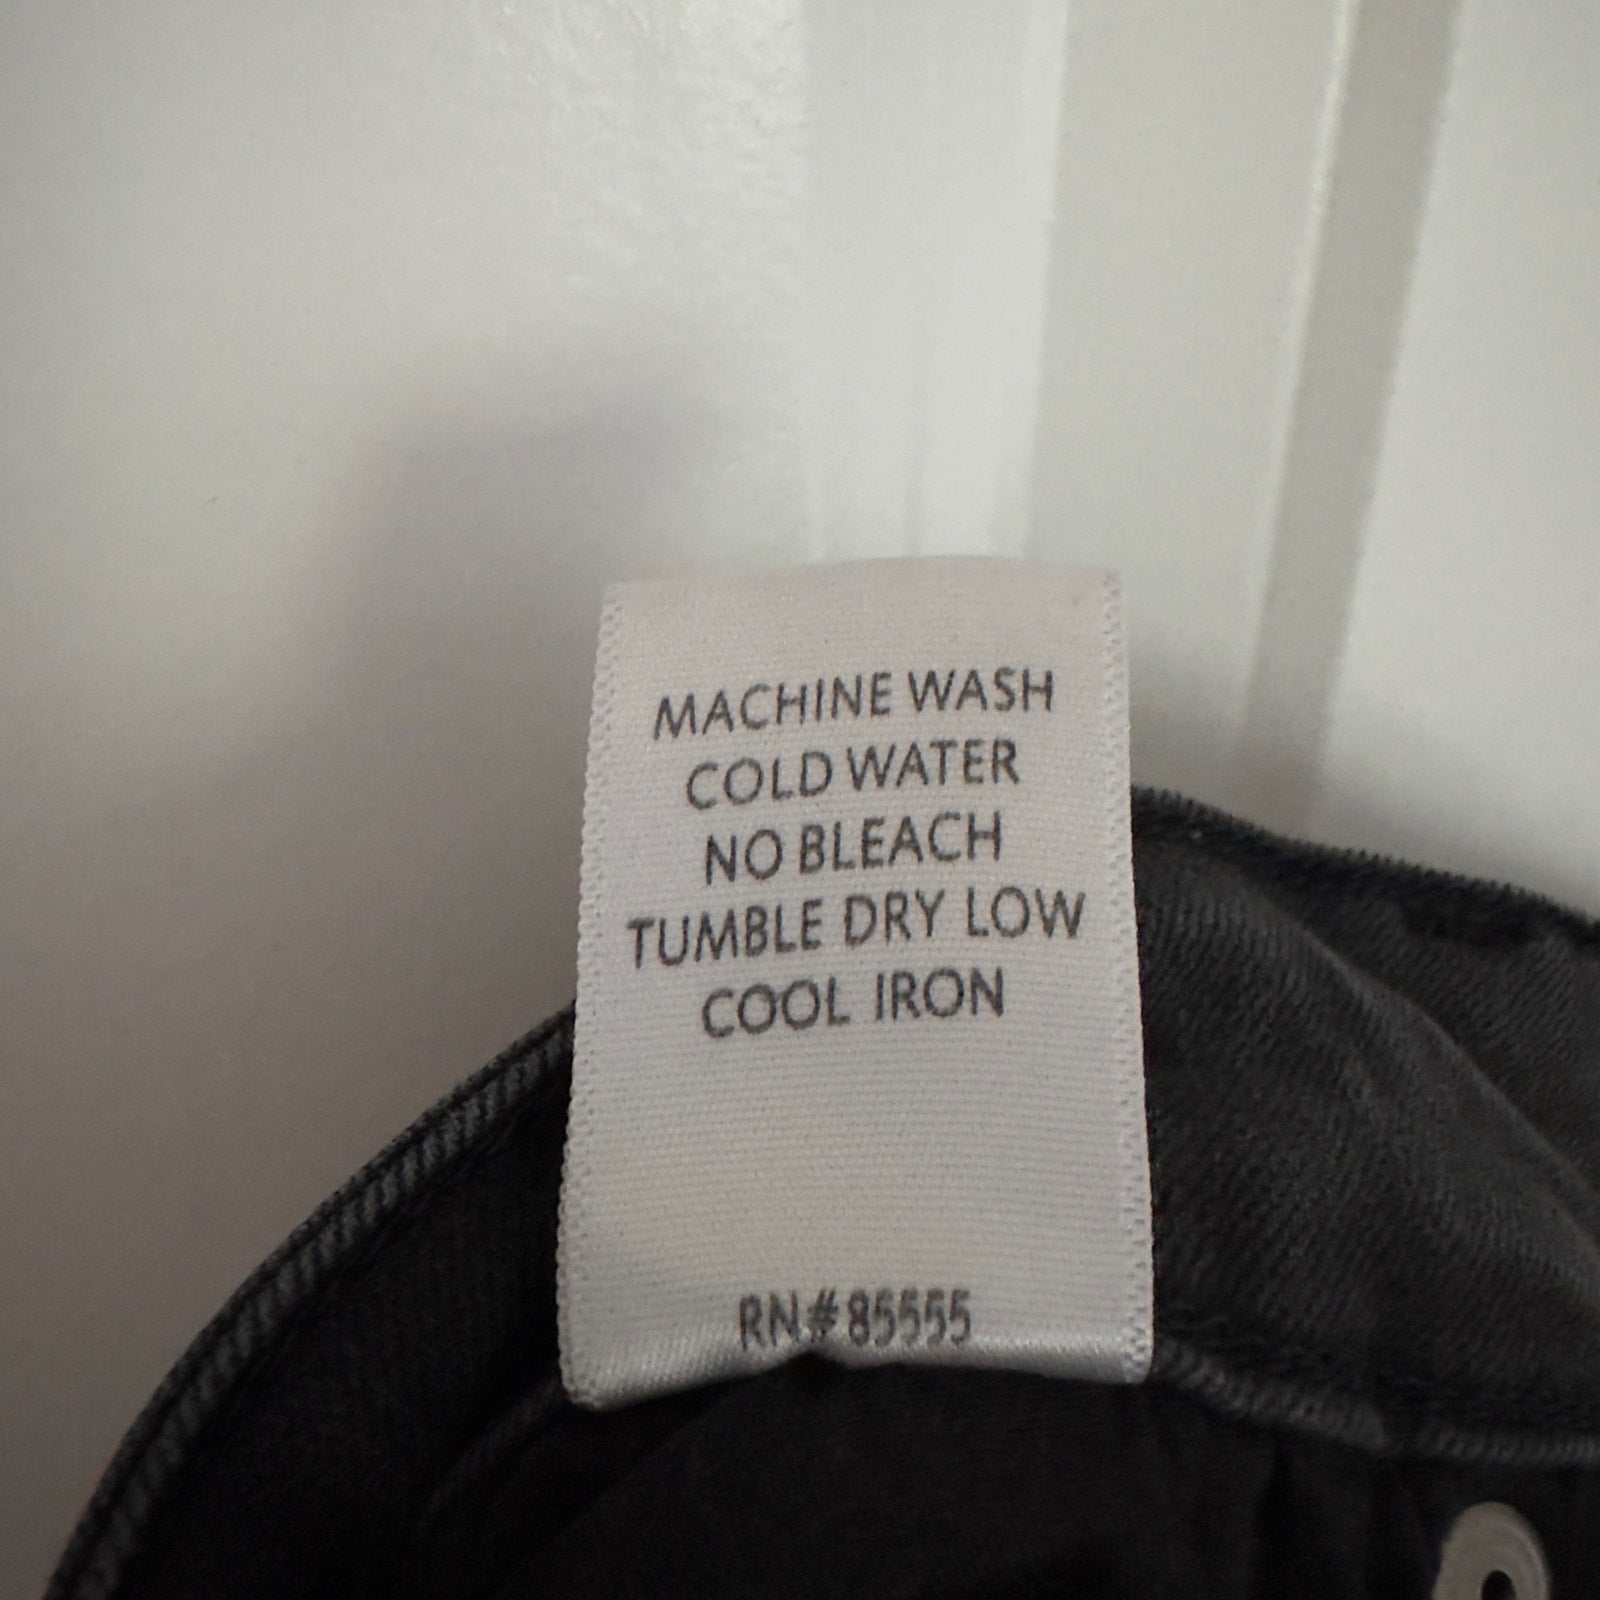 MACHINE WASH
COLD WATER
NO BLEACH
TUMBLE DRY LOW
COOL IRON
RN#85555